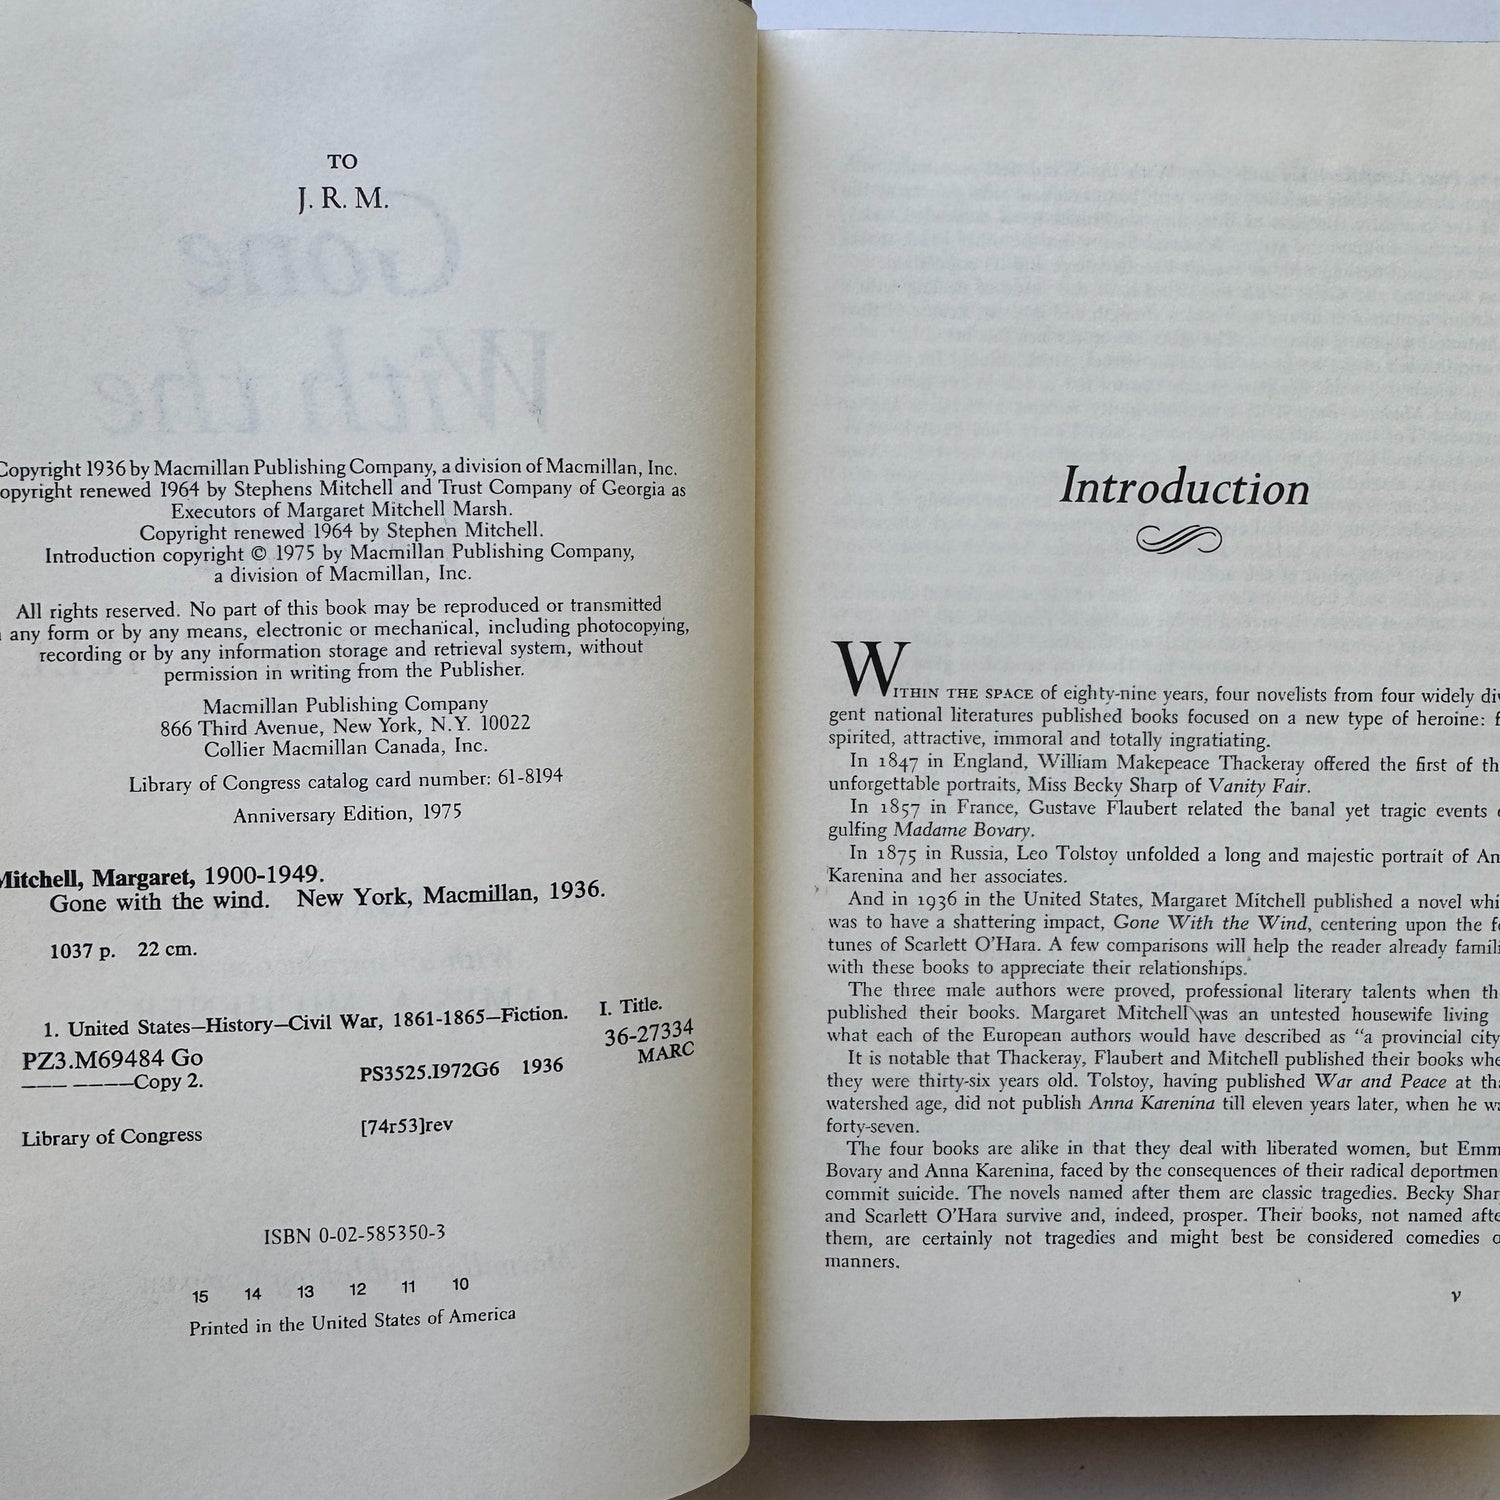 TO
J. R. M.
Copyright 1936 by Macmillan Publishing Company, a division of Macmillan, Inc.
opyright renewed 1964 by Stephens Mitchell and Trust Company of Georgia as
Executors of Margaret Mitchell Marsh.
Copyright renewed 1964 by Stephen Mitchell.
Introduction copyright © 1975 by Macmillan Publishing Company,
a division of Macmillan, Inc.
All rights reserved. No part of this book may be reproduced or transmitted
any form or by any means, electronic or mechanical, including photocopying,
recording or by any information storage and retrieval system, without
permission in writing from the Publisher.
Macmillan Publishing Company
866 Third Avenue, New York, N.Y. 10022
Collier Macmillan Canada, Inc.
Library of Congress catalog card number: 61-8194
Anniversary Edition, 1975
Mitchell, Margaret, 1900-1949.
Gone with the wind. New York, Macmillan, 1936.
1037 p. 22 cm.
1. United States—History—Civil War, 1861-1865—Fiction. I. Title.
PZ3.M69484 Go 36-27334
——— ————Copy 2. PS3525.I972G6 1936 MARC
Library of Congress [74r53]rev
ISBN 0-02-585350-3
15 14 13 12 11 10
Printed in the United States of America
Introduction
WITHIN THE SPACE of eighty-nine years, four novelists from four widely div
gent national literatures published books focused on a new type of heroine: f
spirited, attractive, immoral and totally ingratiating.
In 1847 in England, William Makepeace Thackeray offered the first of th
unforgettable portraits, Miss Becky Sharp of Vanity Fair.
In 1857 in France, Gustave Flaubert related the banal yet tragic events e
gulfing Madame Bovary.
In 1875 in Russia, Leo Tolstoy unfolded a long and majestic portrait of An
Karenina and her associates.
And in 1936 in the United States, Margaret Mitchell published a novel whi
was to have a shattering impact, Gone With the Wind, centering upon the fo
tunes of Scarlett O'Hara. A few comparisons will help the reader already famili
with these books to appreciate their relationships.
The three male authors were proved, professional literary talents when th
published their books. Margaret Mitchell was an untested housewife living
what each of the European authors would have described as "a provincial city
It is notable that Thackeray, Flaubert and Mitchell published their books whe
they were thirty-six years old. Tolstoy, having published War and Peace at tha
watershed age, did not publish Anna Karenina till eleven years later, when he wa
forty-seven.
The four books are alike in that they deal with liberated women, but Emm
Bovary and Anna Karenina, faced by the consequences of their radical deportmen
commit suicide. The novels named after them are classic tragedies. Becky Shar
and Scarlett O'Hara survive and, indeed, prosper. Their books, not named afte
them, are certainly not tragedies and might best be considered comedies o
manners.
v